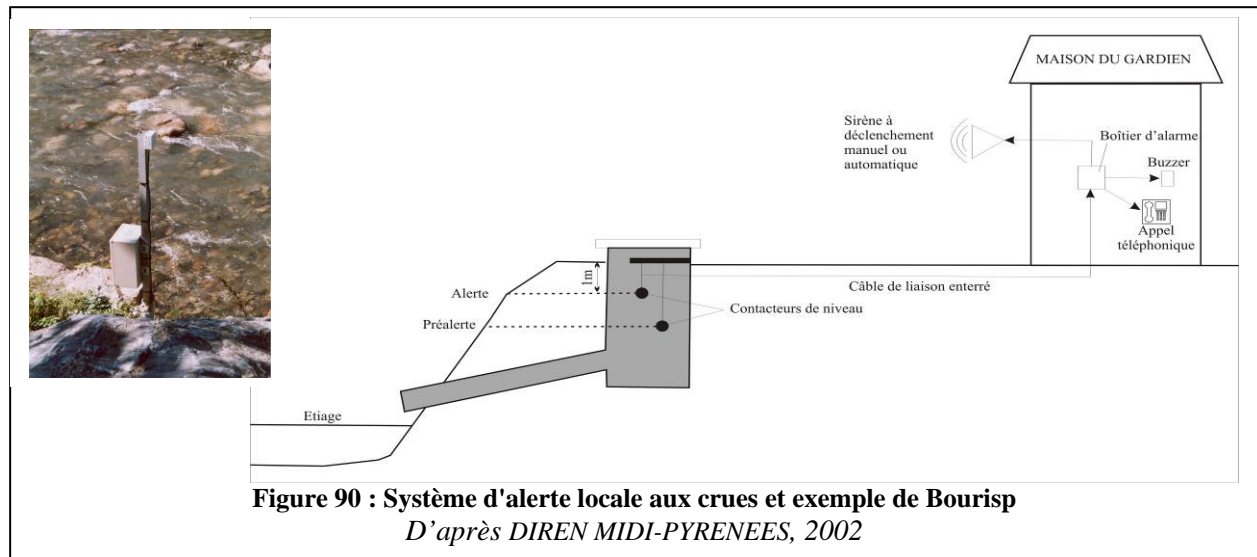 MAISON DU GARDIEN
Sirène à
déclenchement
manuel ou
automatique
Boîtier d'alarme
Buzzer
Appel
téléphonique
1m
Alerte
Câble de liaison enterré
Contacteurs de niveau
Préalerte
Etiage
Figure 90 : Système d'alerte locale aux crues et exemple de Bourisp
D'après DIREN MIDI-PYRENEES, 2002